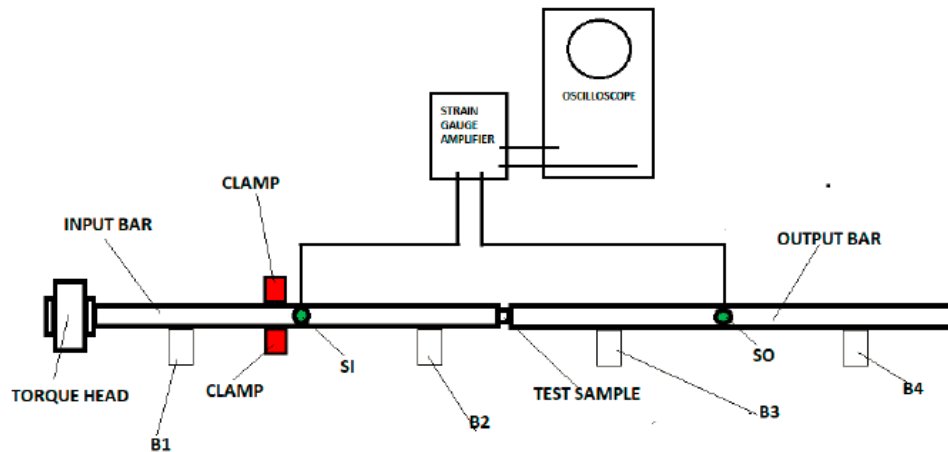 OSCILLOSCOPE
STRAIN
GAUGE
AMPLIFIER
CLAMP
INPUT BAR
OUTPUT BAR
SI
SO
TORQUE HEAD
CLAMP
TEST SAMPLE
B1
B2
B3
B4